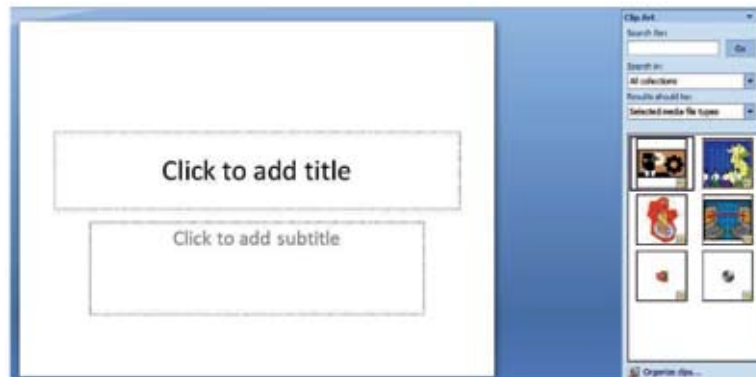 Click to add title
Click to add subtitle
Clip Art
Search for:
Go
Search in:
All collections
Results should be:
Selected media file types
Organize clips...